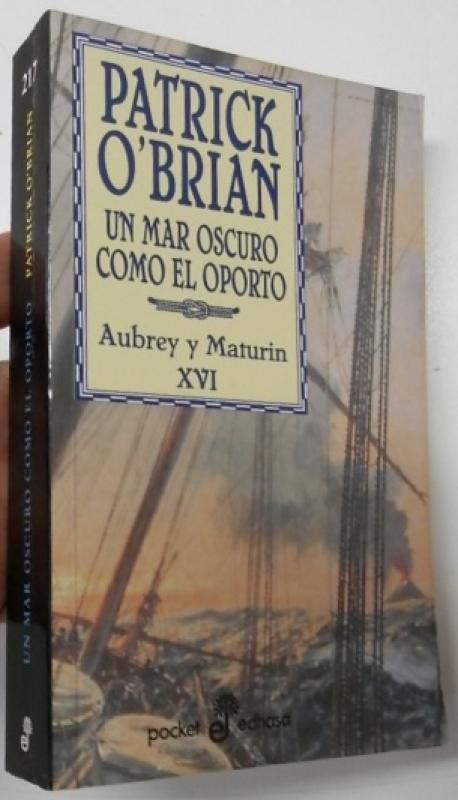 PATRICK
O'BRIAN
UN MAR OSCURO
COMO EL OPORTO
Aubrey y Maturin
XVI
pocket edhasa
217
PATRICK O'BRIAN
UN MAR OSCURO COMO EL OPORTO